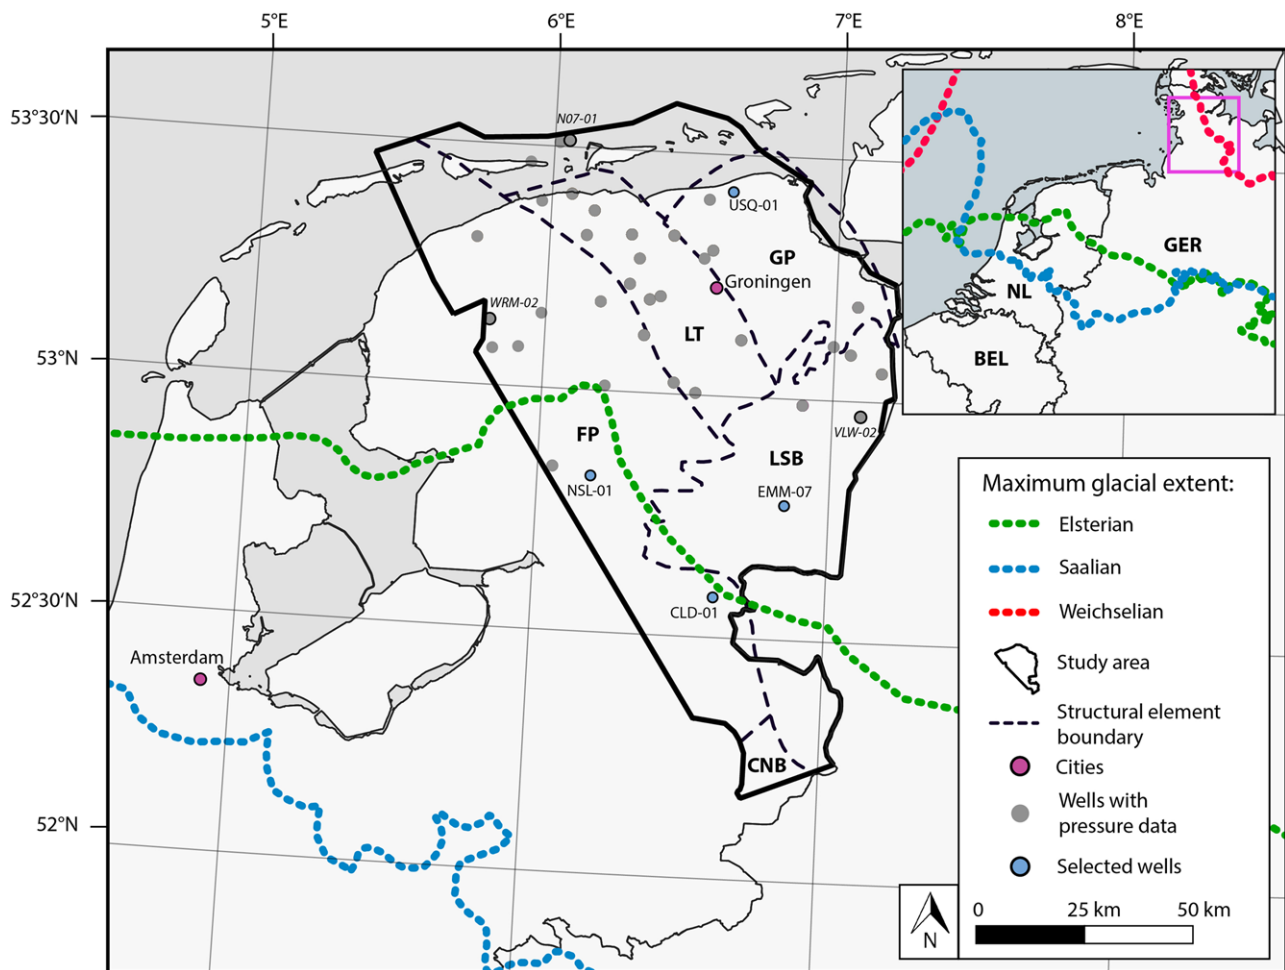 5°E
6°E
7°E
8°E
53°30'N
53°N
52°30'N
52°N
N07-01
USQ-01
GP
Groningen
WRM-02
LT
FP
VLW-02
LSB
NSL-01
EMM-07
CLD-01
Amsterdam
CNB
GER
NL
BEL
Maximum glacial extent:
Elsterian
Saalian
Weichselian
Study area
Structural element
boundary
Cities
Wells with
pressure data
Selected wells
N
0 25 km 50 km